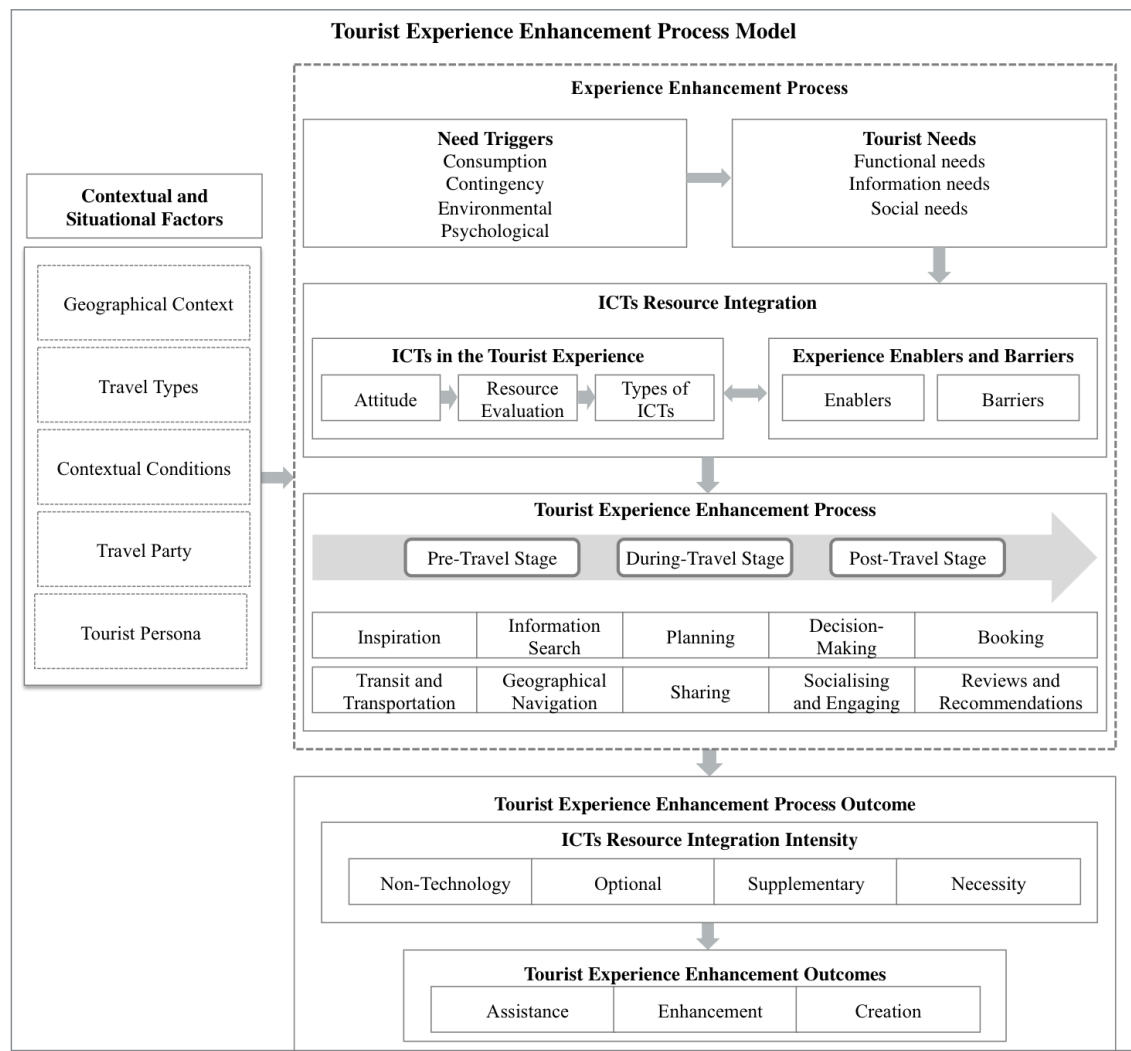 Tourist Experience Enhancement Process Model
Experience Enhancement Process
Need Triggers
Consumption
Contingency
Environmental
Psychological
Tourist Needs
Functional needs
Information needs
Social needs
Contextual and
Situational Factors
Geographical Context
Travel Types
Contextual Conditions
Travel Party
Tourist Persona
ICTs Resource Integration
ICTs in the Tourist Experience
Attitude
Resource
Evaluation
Types of
ICTs
Experience Enablers and Barriers
Enablers
Barriers
Tourist Experience Enhancement Process
Pre-Travel Stage
During-Travel Stage
Post-Travel Stage
Inspiration
Information
Search
Planning
Decision-
Making
Booking
Transit and
Transportation
Geographical
Navigation
Sharing
Socialising
and Engaging
Reviews and
Recommendations
Tourist Experience Enhancement Process Outcome
ICTs Resource Integration Intensity
Non-Technology
Optional
Supplementary
Necessity
Tourist Experience Enhancement Outcomes
Assistance
Enhancement
Creation